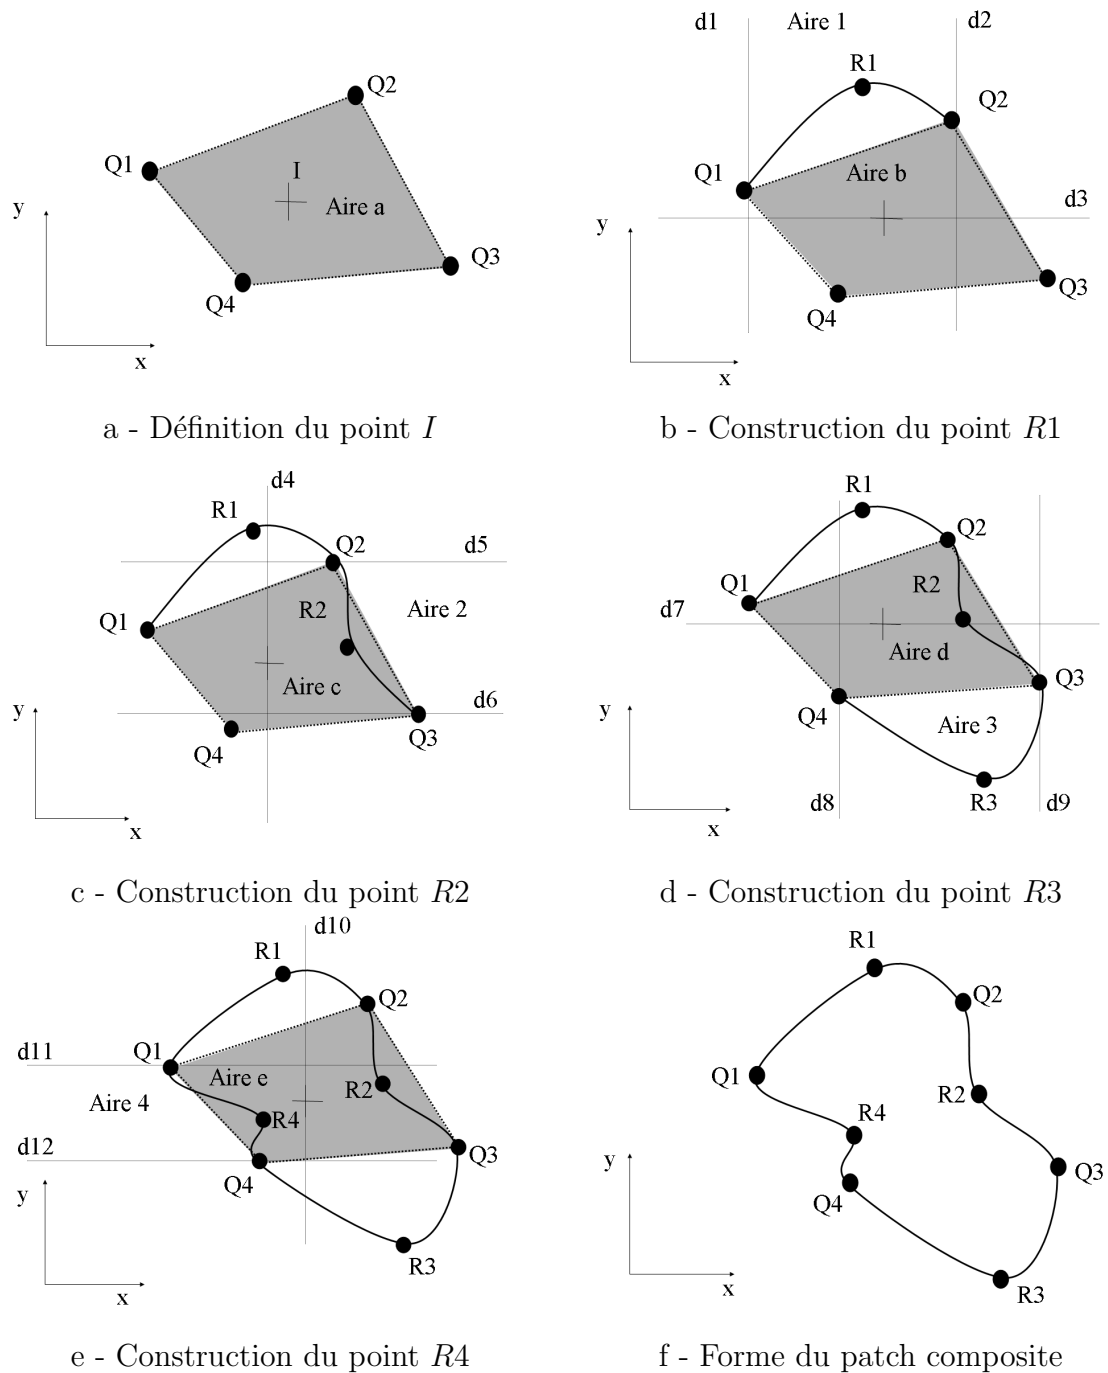 Q2
Q1
I
Aire a
y
Q3
Q4
x
a - Définition du point I
d1
Aire 1
d2
R1
Q2
Q1
Aire b
d3
y
Q3
Q4
x
b - Construction du point R1
d4
R1
Q2
d5
Q1
R2
Aire 2
Aire c
d6
y
Q4
Q3
x
c - Construction du point R2
R1
Q2
Q1
R2
d7
Aire d
Q3
y
Q4
Aire 3
d8
R3
d9
x
d - Construction du point R3
d10
R1
Q2
d11
Q1
Aire e
R2
Aire 4
R4
d12
Q3
Q4
y
R3
x
e - Construction du point R4
R1
Q2
Q1
R2
R4
y
Q3
Q4
x
R3
f - Forme du patch composite